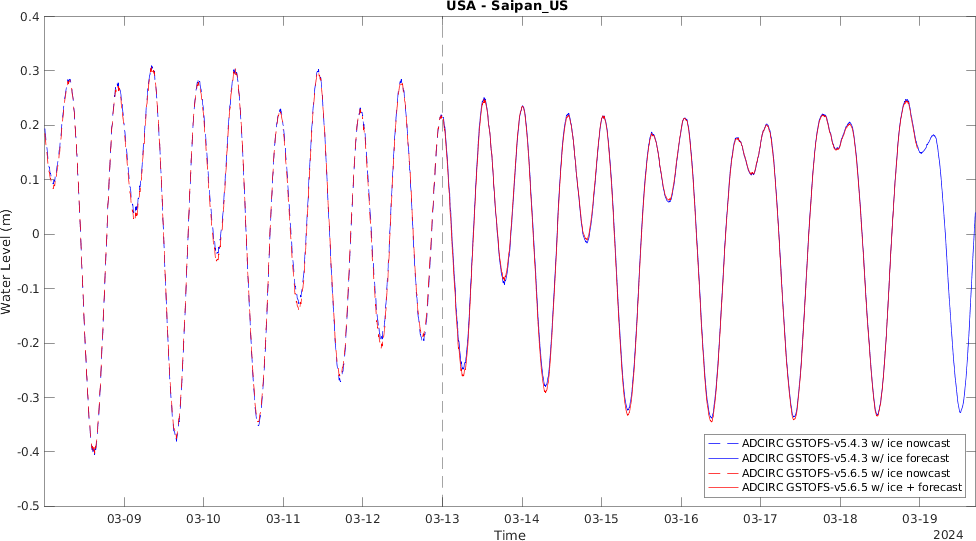 USA - Saipan_US
0.4
0.3
0.2
0.1
0
-0.1
-0.2
-0.3
-0.4
-0.5
Water Level (m)
ADCIRC GSTOFS-v5.4.3 w/ ice nowcast
ADCIRC GSTOFS-v5.4.3 w/ ice forecast
ADCIRC GSTOFS-v5.6.5 w/ ice nowcast
ADCIRC GSTOFS-v5.6.5 w/ ice + forecast
03-09 03-10 03-11 03-12 03-13 03-14 03-15 03-16 03-17 03-18 03-19
Time
2024